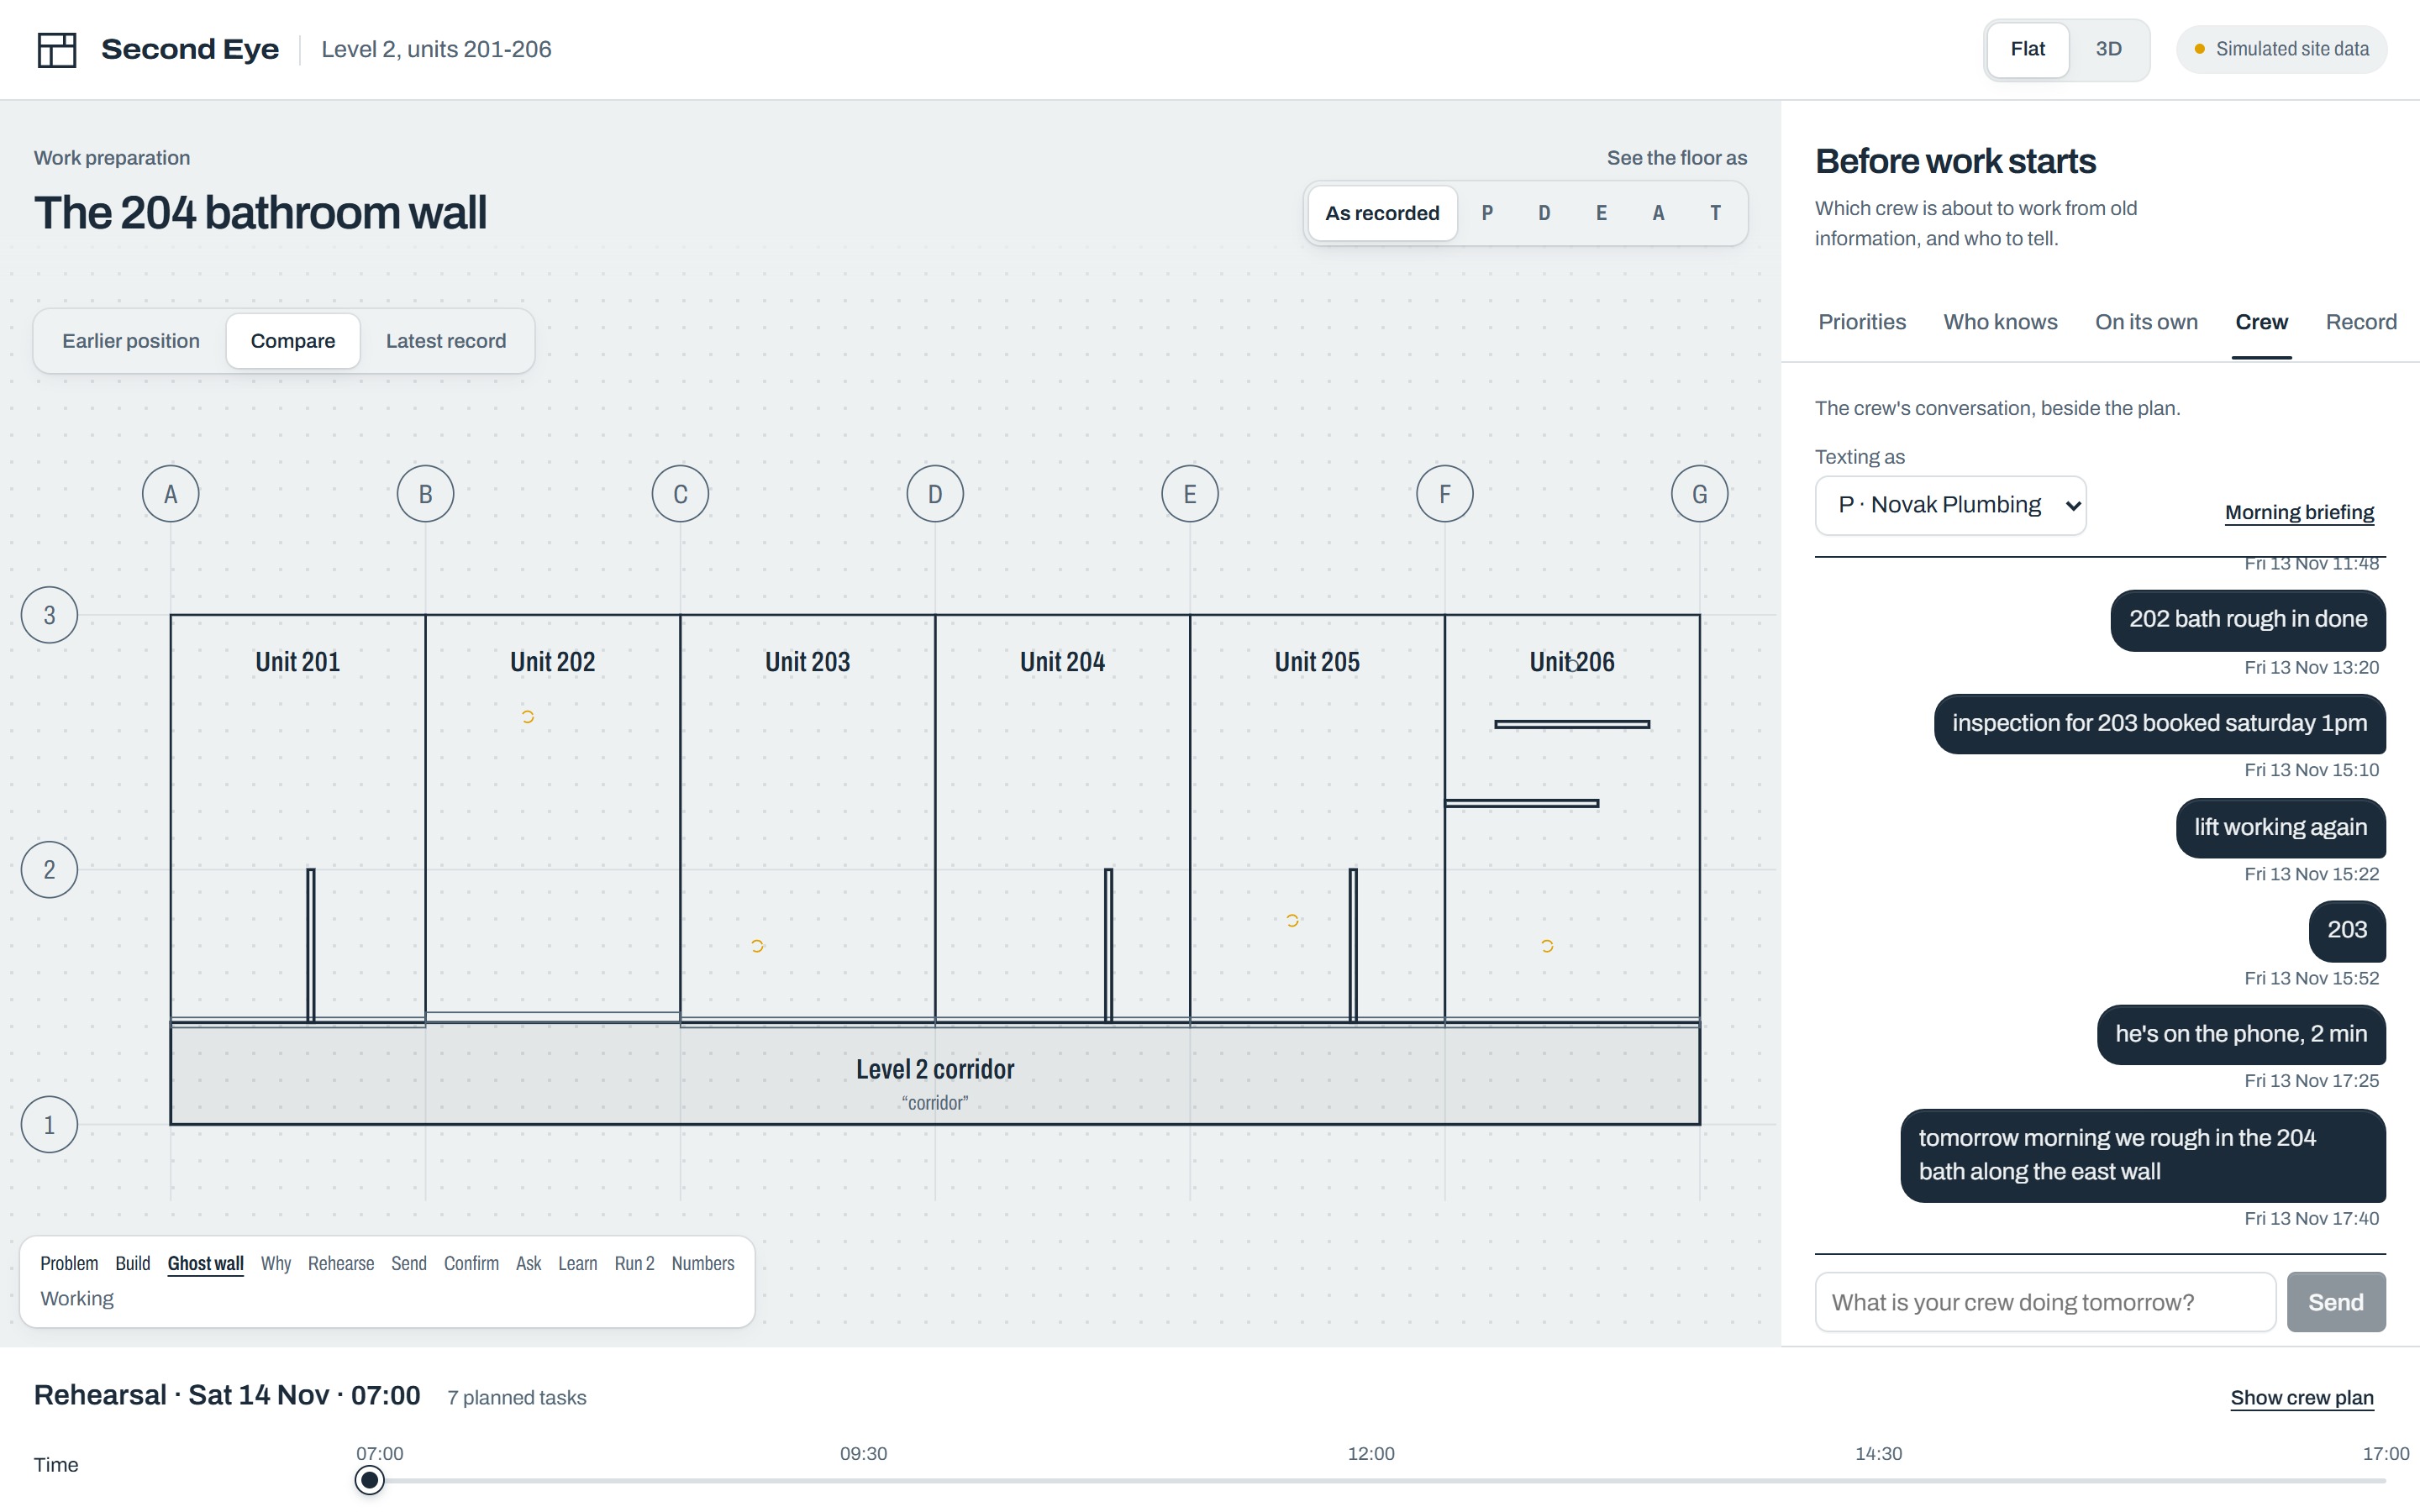 Second Eye
Level 2, units 201-206
Flat
3D
Simulated site data
Work preparation
The 204 bathroom wall
See the floor as
As recorded
P
D
E
A
T
Earlier position
Compare
Latest record
A
B
C
D
E
F
G
3
2
1
Unit 201
Unit 202
Unit 203
Unit 204
Unit 205
Unit 206
Level 2 corridor
“corridor”
Problem
Build
Ghost wall
Why
Rehearse
Send
Confirm
Ask
Learn
Run 2
Numbers
Working
Before work starts
Which crew is about to work from old
information, and who to tell.
Priorities
Who knows
On its own
Crew
Record
The crew's conversation, beside the plan.
Texting as
P · Novak Plumbing
Morning briefing
Fri 13 Nov 11:48
202 bath rough in done
Fri 13 Nov 13:20
inspection for 203 booked saturday 1pm
Fri 13 Nov 15:10
lift working again
Fri 13 Nov 15:22
203
Fri 13 Nov 15:52
he's on the phone, 2 min
Fri 13 Nov 17:25
tomorrow morning we rough in the 204
bath along the east wall
Fri 13 Nov 17:40
What is your crew doing tomorrow?
Send
Rehearsal · Sat 14 Nov · 07:00
7 planned tasks
Show crew plan
Time
07:00
09:30
12:00
14:30
17:00